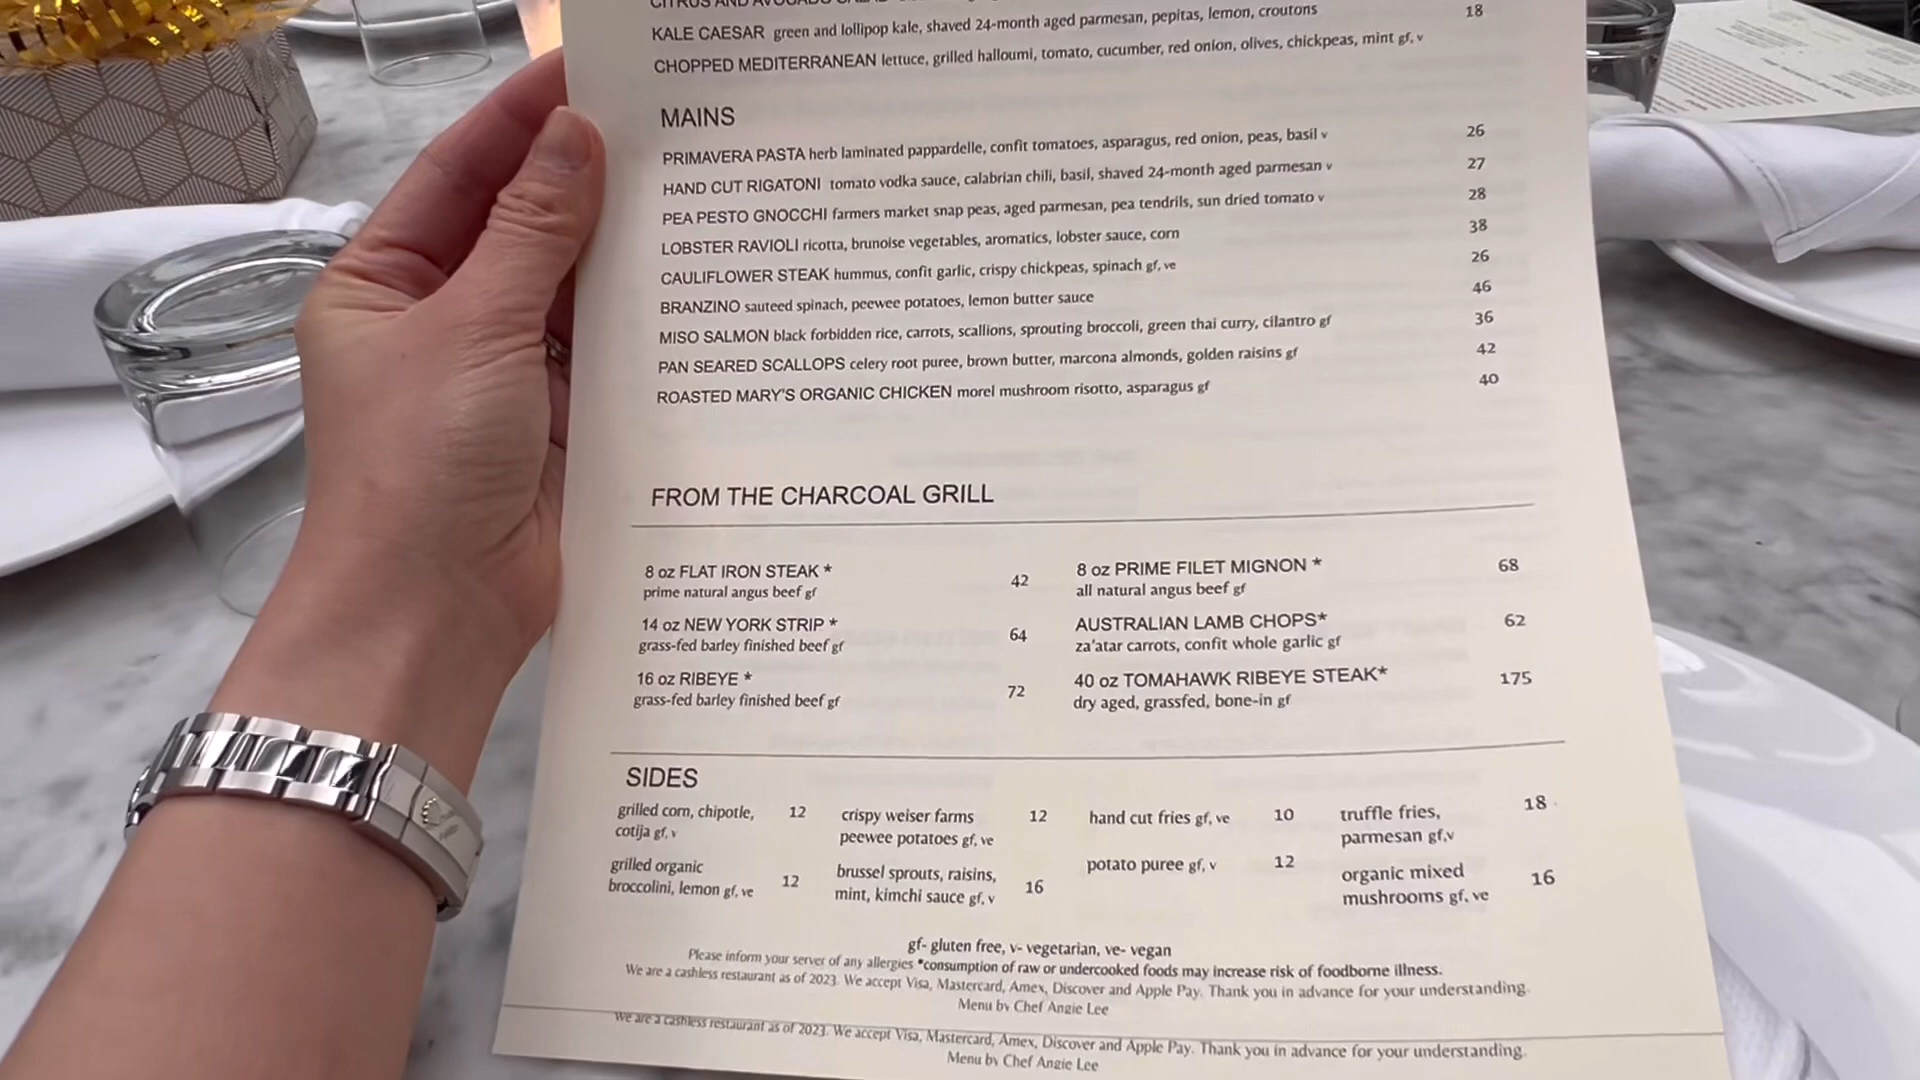 KALE CAESAR green and lollipop kale, shaved 24-month aged parmesan, pepitas, lemon, croutons 18
CHOPPED MEDITERRANEAN lettuce, grilled halloumi, tomato, cucumber, red onion, olives, chickpeas, mint gf, v
MAINS
PRIMAVERA PASTA herb laminated pappardelle, confit tomatoes, asparagus, red onion, peas, basil v 26
HAND CUT RIGATONI tomato vodka sauce, calabrian chili, basil, shaved 24-month aged parmesan v 27
PEA PESTO GNOCCHI farmers market snap peas, aged parmesan, pea tendrils, sun dried tomato v 28
LOBSTER RAVIOLI ricotta, brunoise vegetables, aromatics, lobster sauce, corn 38
CAULIFLOWER STEAK hummus, confit garlic, crispy chickpeas, spinach gf, ve 26
BRANZINO sauteed spinach, peewee potatoes, lemon butter sauce 46
MISO SALMON black forbidden rice, carrots, scallions, sprouting broccoli, green thai curry, cilantro gf 36
PAN SEARED SCALLOPS celery root puree, brown butter, marcona almonds, golden raisins gf 42
ROASTED MARY'S ORGANIC CHICKEN morel mushroom risotto, asparagus gf 40
FROM THE CHARCOAL GRILL
8 oz FLAT IRON STEAK * 42
prime natural angus beef gf
14 oz NEW YORK STRIP * 64
grass-fed barley finished beef gf
16 oz RIBEYE * 72
grass-fed barley finished beef gf
8 oz PRIME FILET MIGNON * 68
all natural angus beef gf
AUSTRALIAN LAMB CHOPS* 62
za'atar carrots, confit whole garlic gf
40 oz TOMAHAWK RIBEYE STEAK* 175
dry aged, grassfed, bone-in gf
SIDES
grilled corn, chipotle, 12
cotija gf, v
grilled organic
broccolini, lemon gf, ve 12
crispy weiser farms 12
peewee potatoes gf, ve
brussel sprouts, raisins,
mint, kimchi sauce gf, v 16
hand cut fries gf, ve 10
potato puree gf, v 12
truffle fries, 18
parmesan gf,v
organic mixed 16
mushrooms gf, ve
gf- gluten free, v- vegetarian, ve- vegan
Please inform your server of any allergies *consumption of raw or undercooked foods may increase risk of foodborne illness.
We are a cashless restaurant as of 2023. We accept Visa, Mastercard, Amex, Discover and Apple Pay. Thank you in advance for your understanding.
Menu by Chef Angie Lee
We are a cashless restaurant as of 2023. We accept Visa, Mastercard, Amex, Discover and Apple Pay. Thank you in advance for your understanding.
Menu by Chef Angie Lee